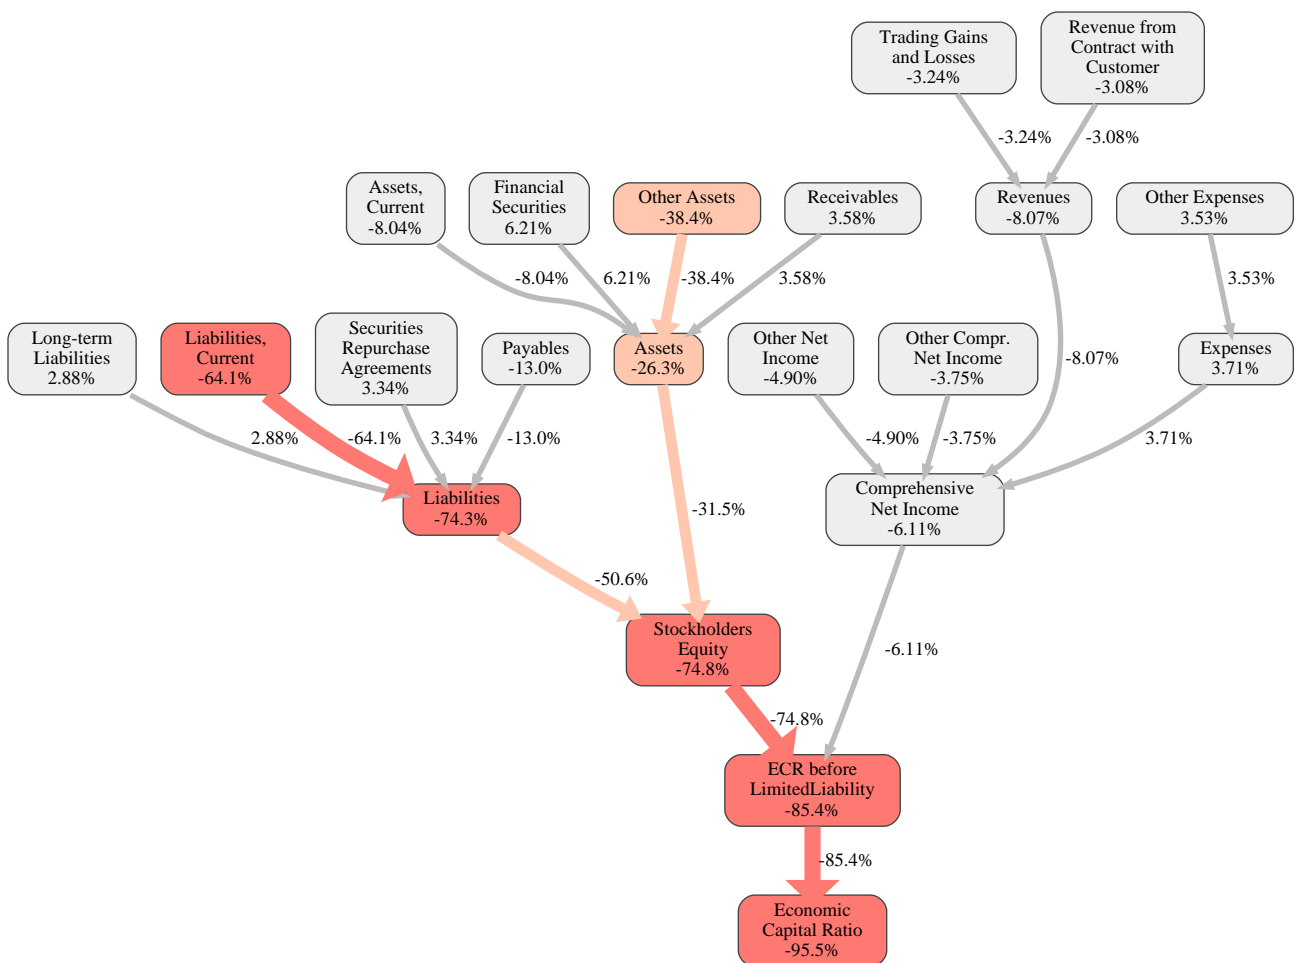 Trading Gains
and Losses
-3.24%
Revenue from
Contract with
Customer
-3.08%
-3.24%
-3.08%
Assets,
Current
-8.04%
Financial
Securities
6.21%
Other Assets
-38.4%
Receivables
3.58%
Revenues
-8.07%
Other Expenses
3.53%
-8.04%
6.21%
-38.4%
3.58%
3.53%
Long-term
Liabilities
2.88%
Liabilities,
Current
-64.1%
Securities
Repurchase
Agreements
3.34%
Payables
-13.0%
Assets
-26.3%
Other Net
Income
-4.90%
Other Compr.
Net Income
-3.75%
-8.07%
Expenses
3.71%
2.88%
-64.1%
3.34%
-13.0%
-4.90%
-3.75%
3.71%
Liabilities
-74.3%
-31.5%
Comprehensive
Net Income
-6.11%
-50.6%
Stockholders
Equity
-74.8%
-6.11%
-74.8%
ECR before
LimitedLiability
-85.4%
-85.4%
Economic
Capital Ratio
-95.5%